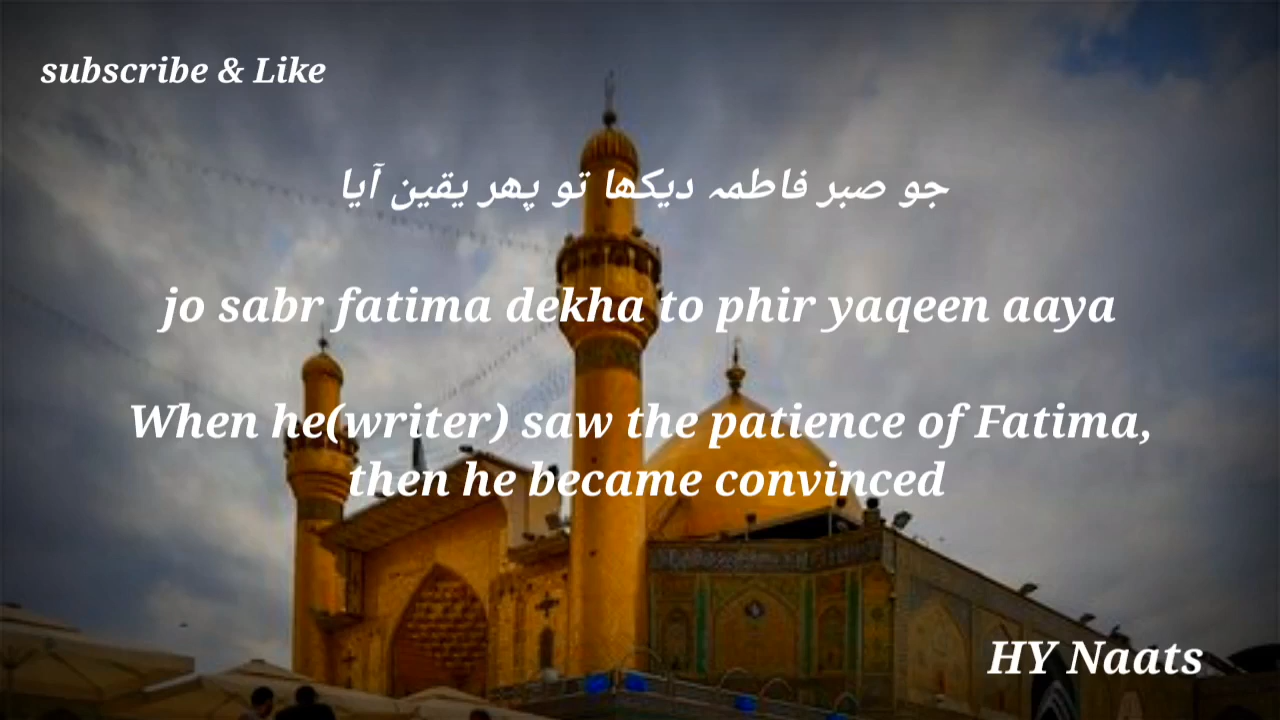 subscribe & Like
جو صبر فاطمہ دیکھا تو پھر یقین آیا
jo sabr fatima dekha to phir yaqeen aaya
When he(writer) saw the patience of Fatima,
then he became convinced
HY Naats